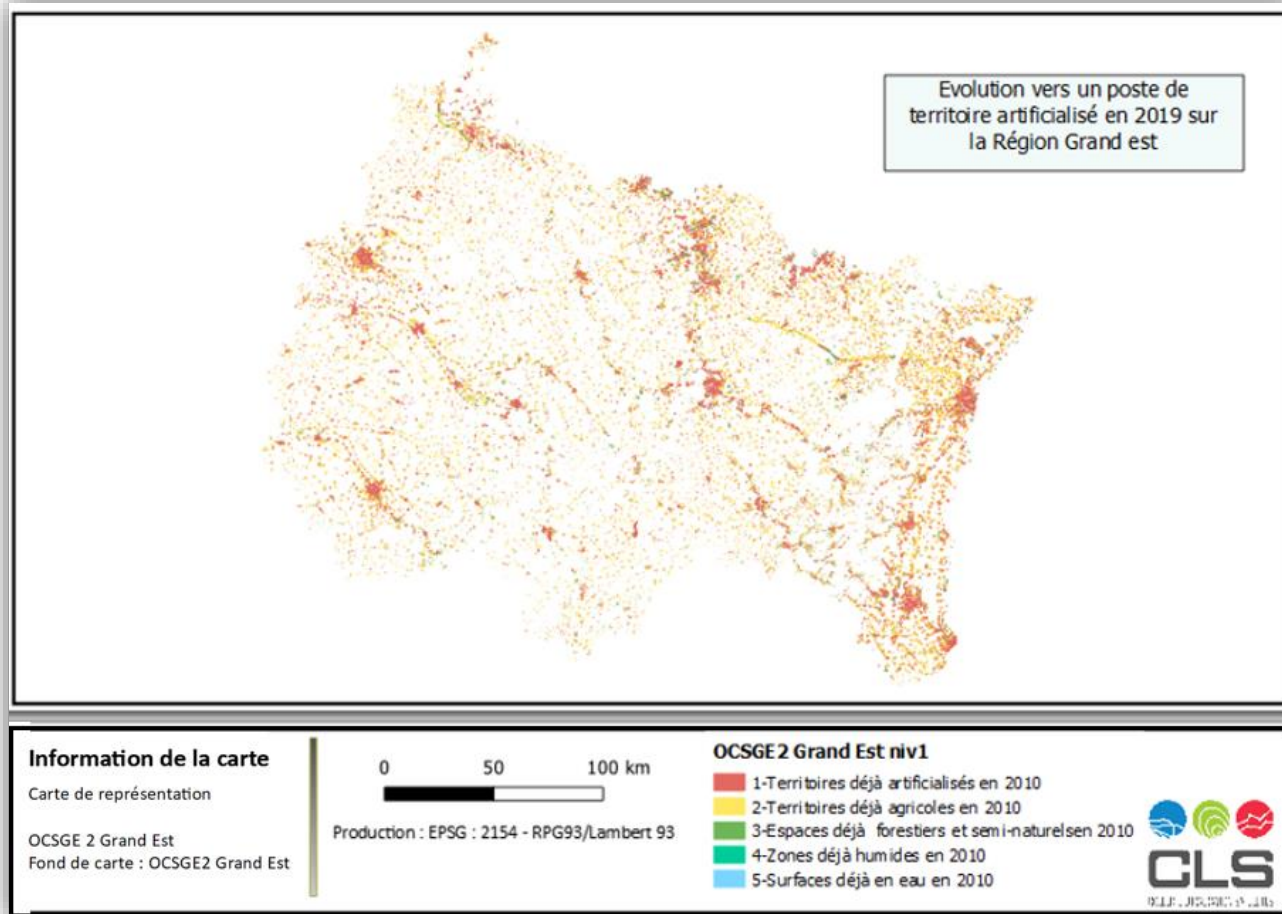 Evolution vers un poste de
territoire artificialisé en 2019 sur
la Région Grand est
Information de la carte
Carte de représentation
OCSGE 2 Grand Est
Fond de carte : OCSGE2 Grand Est
0 50 100 km
Production : EPSG : 2154 - RPG93/Lambert 93
OCSGE 2 Grand Est niv1
1-Territoires déjà artificialisés en 2010
2-Territoires déjà agricoles en 2010
3-Espaces déjà forestiers et semi-naturelsen 2010
4-Zones déjà humides en 2010
5-Surfaces déjà en eau en 2010
CLS